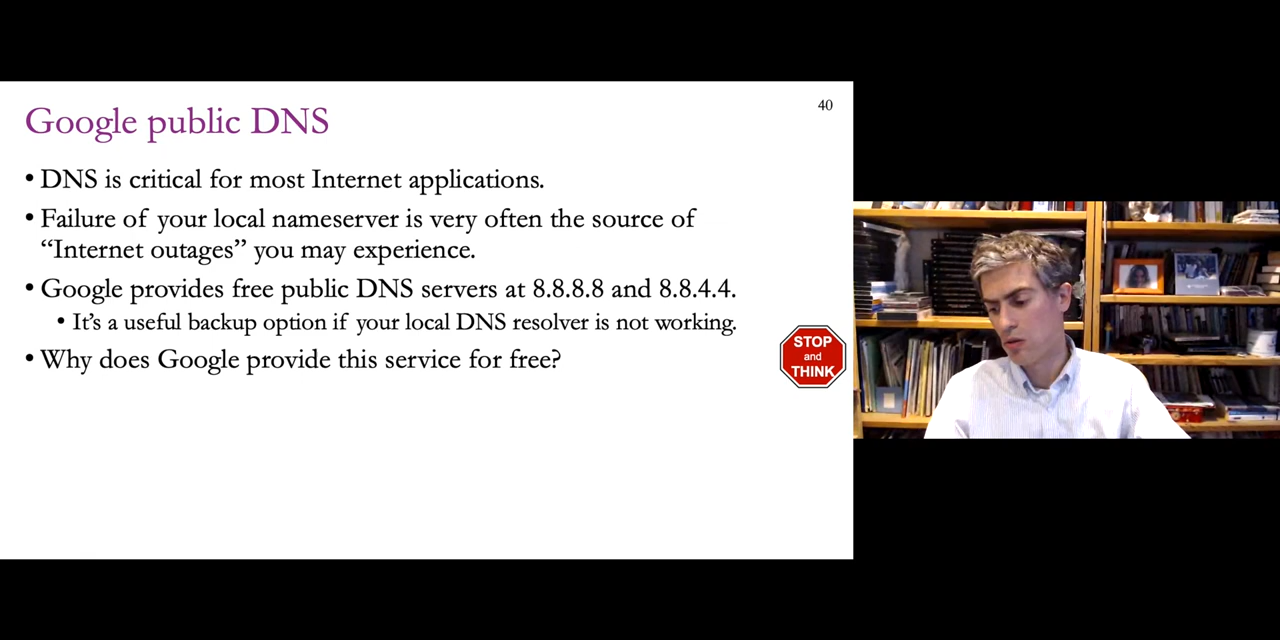 Google public DNS
40
• DNS is critical for most Internet applications.
• Failure of your local nameserver is very often the source of
“Internet outages” you may experience.
• Google provides free public DNS servers at 8.8.8.8 and 8.8.4.4.
• It’s a useful backup option if your local DNS resolver is not working.
• Why does Google provide this service for free?
STOP
and
THINK